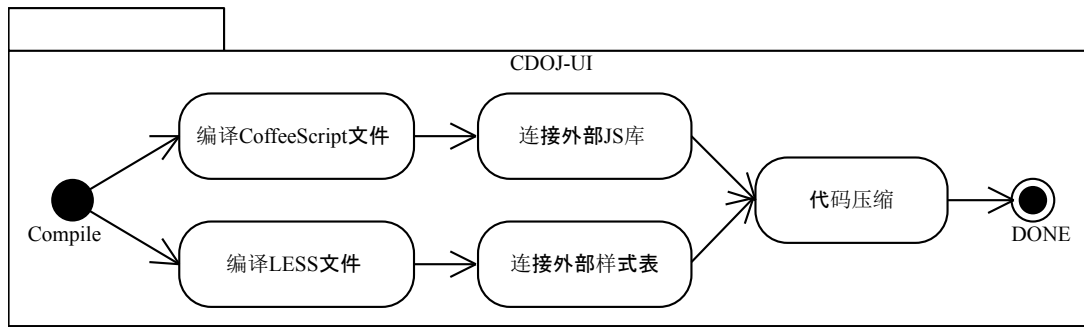 CDOJ-UI
编译CoffeeScript文件
连接外部JS库
代码压缩
Compile
DONE
编译LESS文件
连接外部样式表